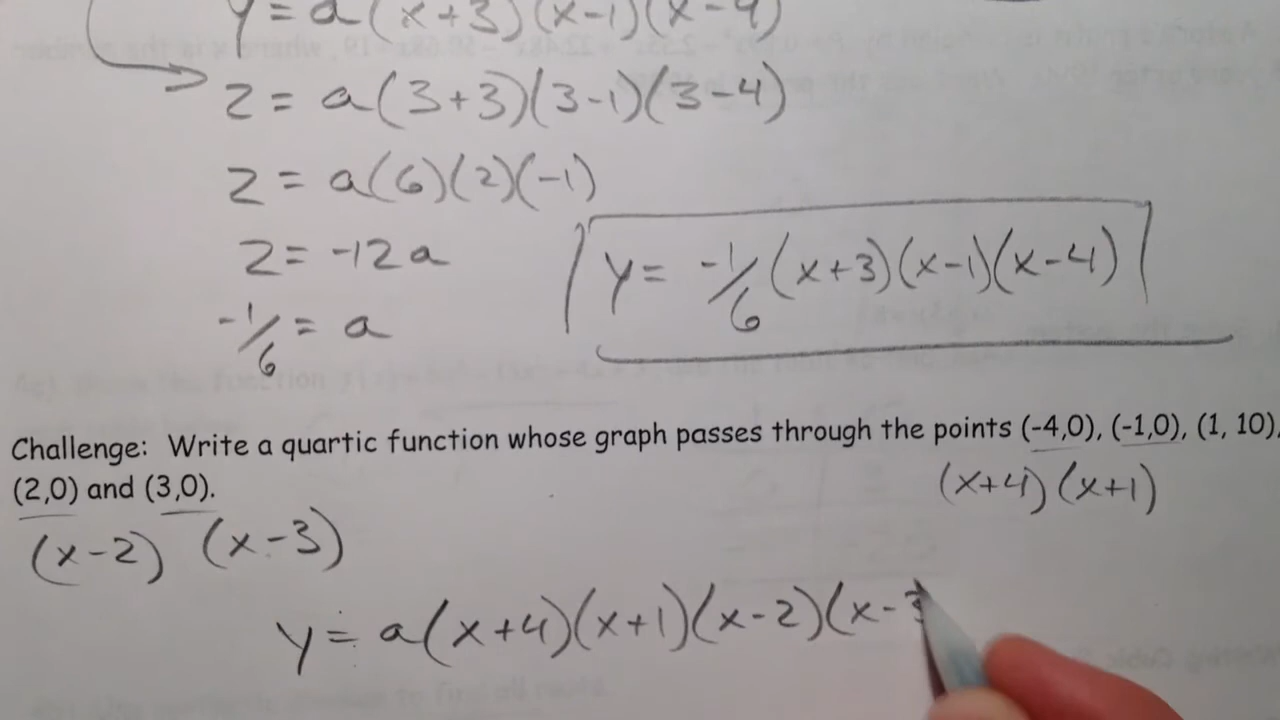 y = a(x+3)(x-1)(x-4)
2 = a(3+3)(3-1)(3-4)
2 = a(6)(2)(-1)
2 = -12a
y = -1/6 (x+3)(x-1)(x-4)
-1/6 = a
Challenge: Write a quartic function whose graph passes through the points (-4,0), (-1,0), (1, 10),
(2,0) and (3,0).
(x+4)(x+1)
(x-2) (x-3)
y = a(x+4)(x+1)(x-2)(x-3